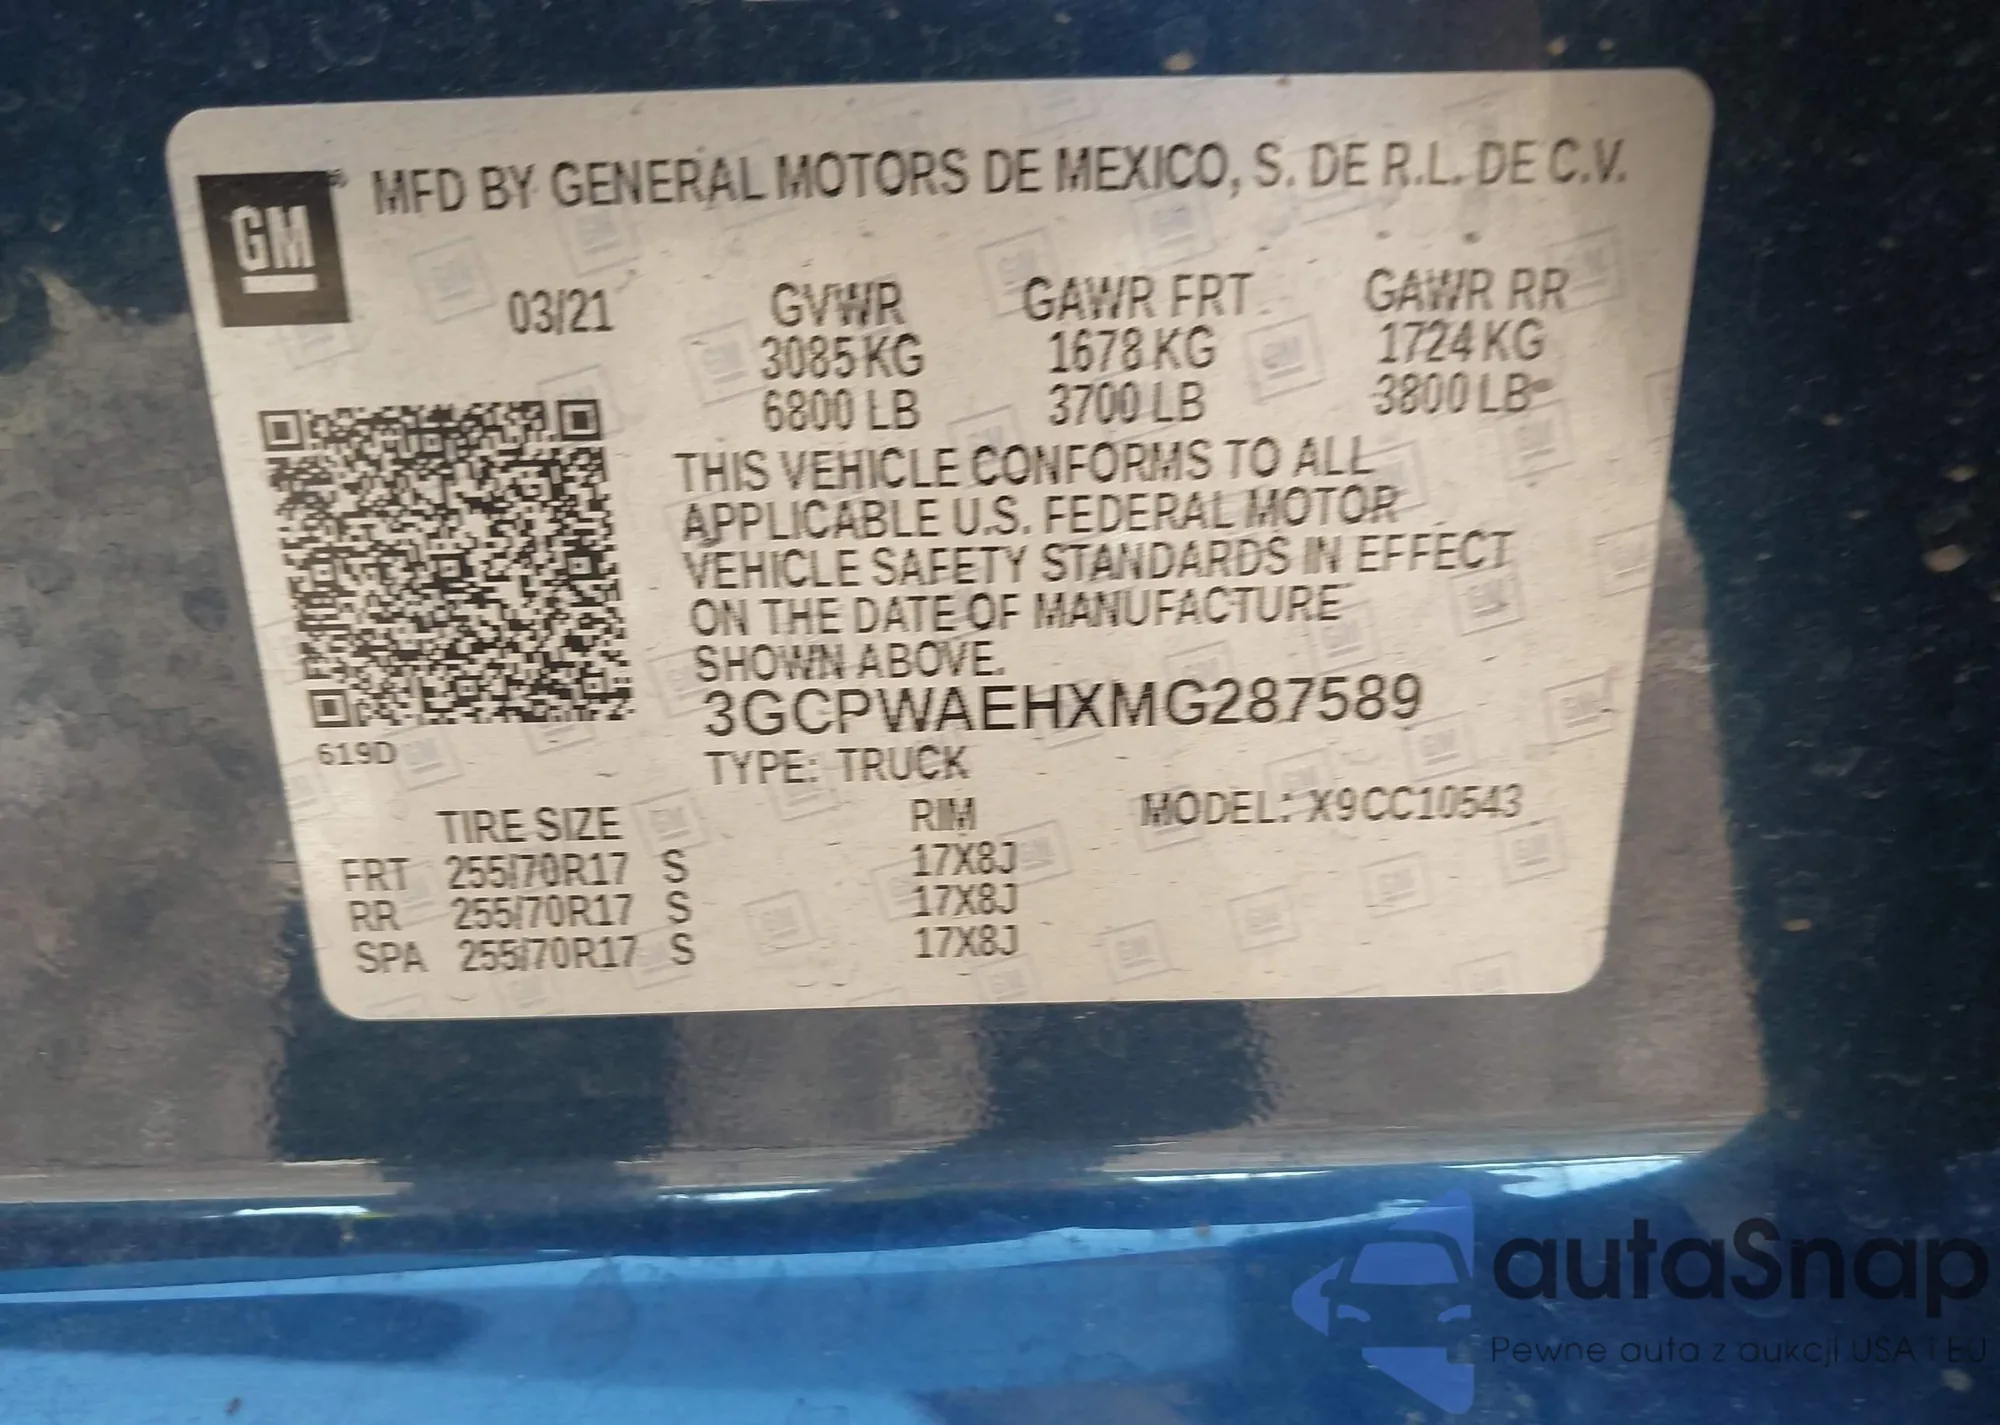 GM
MFD BY GENERAL MOTORS DE MEXICO, S. DE R.L. DE C.V.
03/21 GVWR GAWR FRT GAWR RR
3085 KG 1678 KG 1724 KG
6800 LB 3700 LB 3800 LB
THIS VEHICLE CONFORMS TO ALL
APPLICABLE U.S. FEDERAL MOTOR
VEHICLE SAFETY STANDARDS IN EFFECT
ON THE DATE OF MANUFACTURE
SHOWN ABOVE.
3GCPWAEHXMG287589
619D
TYPE: TRUCK
TIRE SIZE RIM MODEL: X9CC10543
FRT 255/70R17 S 17X8J
RR 255/70R17 S 17X8J
SPA 255/70R17 S 17X8J
autaSnap
Pewne auta z aukcji USA i EU